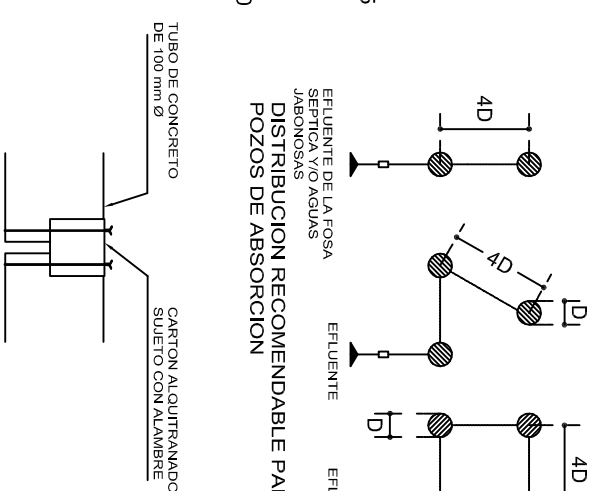 4D
4D
D
4D
D
EFLUENTE DE LA FOSA
SEPTICA Y/O AGUAS
JABONOSAS
EFLUENTE
DISTRIBUCION RECOMENDABLE
POZOS DE ABSORCION
TUBO DE CONCRETO
DE 100 mm Ø
CARTON ALQUITRANADO
SUJETO CON ALAMBRE